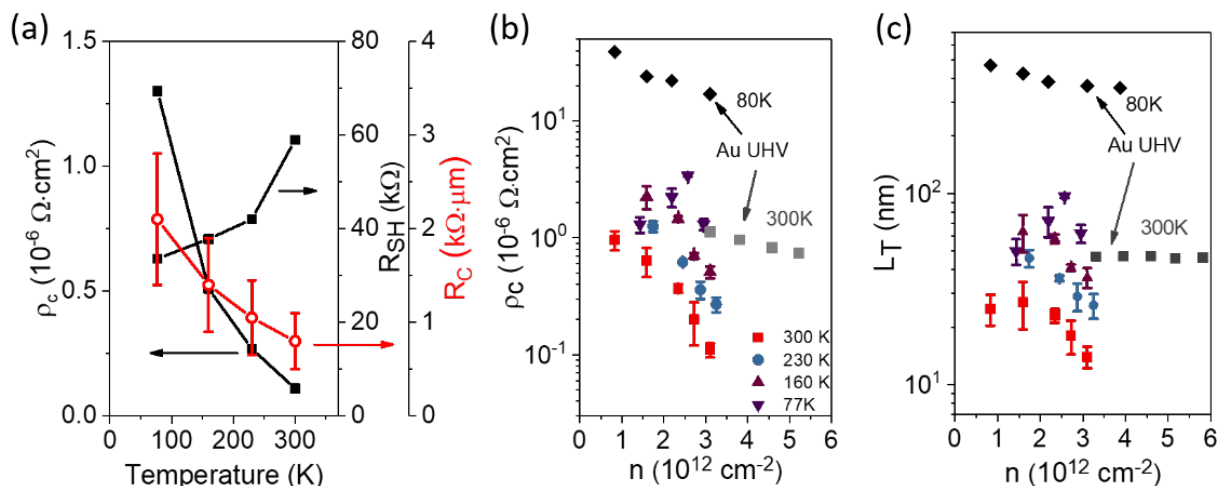 (a)
1.5
1.0
0.5
0.0
ρc (10-6 Ω·cm2)
0 100 200 300
Temperature (K)
80
60
40
20
0
RSH (kΩ)
4
3
2
1
0
RC (kΩ·μm)
(b)
101
100
10-1
ρc (10-6 Ω·cm2)
80K
Au UHV
300K
300 K
230 K
160 K
77K
0 1 2 3 4 5 6
n (1012 cm-2)
(c)
102
101
LT (nm)
80K
Au UHV
300K
0 1 2 3 4 5 6
n (1012 cm-2)